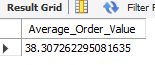 Result Grid Filter R
Average_Order_Value
38.307262295081635